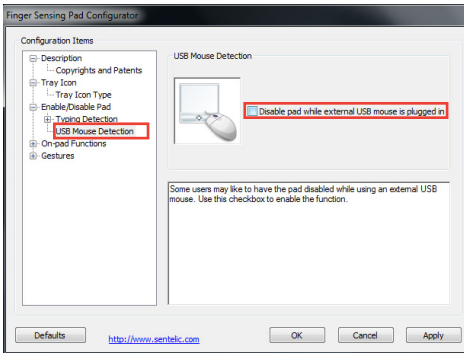 Finger Sensing Pad Configurator
Configuration Items
Description
Copyrights and Patents
Tray Icon
Tray Icon Type
Enable/Disable Pad
Typing Detection
USB Mouse Detection
On-pad Functions
Gestures
USB Mouse Detection
Disable pad while external USB mouse is plugged in
Some users may like to have the pad disabled while using an external USB
mouse. Use this checkbox to enable the function.
Defaults
http://www.sentelic.com
OK
Cancel
Apply